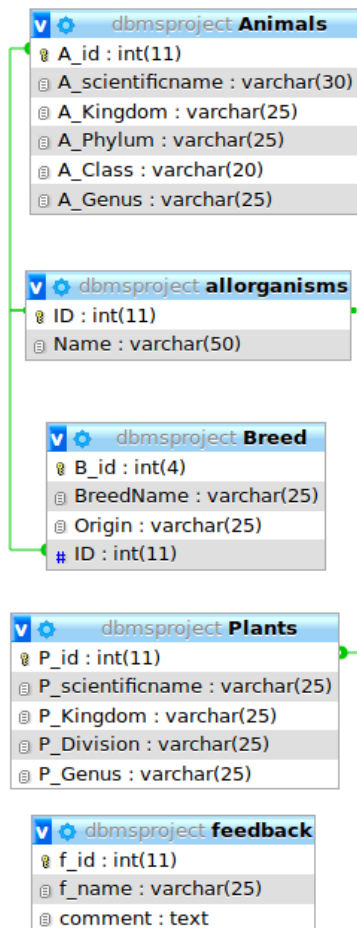 dbmsproject Animals
A_id : int(11)
A_scientificname : varchar(30)
A_Kingdom : varchar(25)
A_Phylum : varchar(25)
A_Class : varchar(20)
A_Genus : varchar(25)
dbmsproject allorganisms
ID : int(11)
Name : varchar(50)
dbmsproject Breed
B_id : int(4)
BreedName : varchar(25)
Origin : varchar(25)
# ID : int(11)
dbmsproject Plants
P_id : int(11)
P_scientificname : varchar(25)
P_Kingdom : varchar(25)
P_Division : varchar(25)
P_Genus : varchar(25)
dbmsproject feedback
f_id : int(11)
f_name : varchar(25)
comment : text